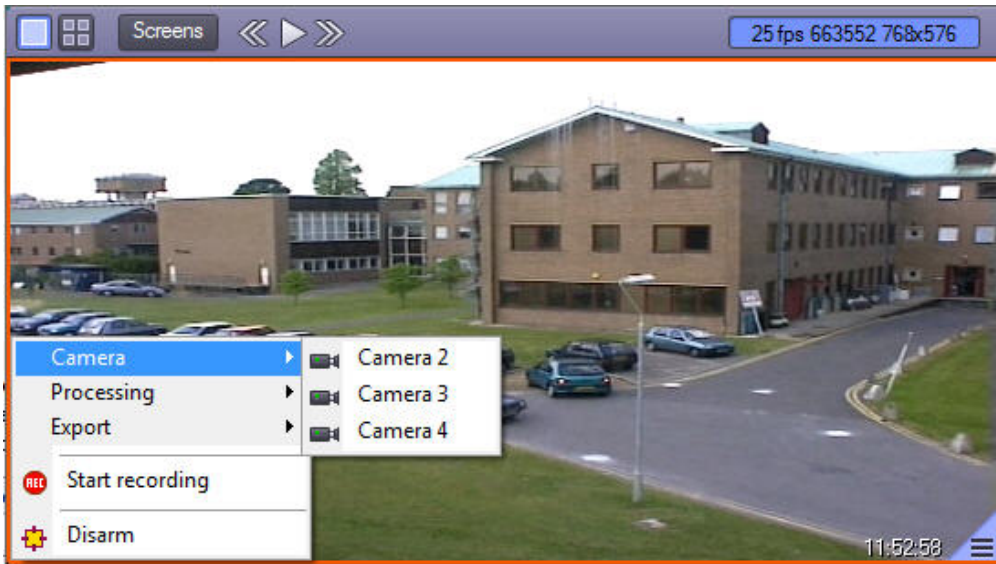 Screens
25 fps 663552 768x576
Camera
Camera 2
Processing
Camera 3
Export
Camera 4
REC
Start recording
Disarm
11:52:58